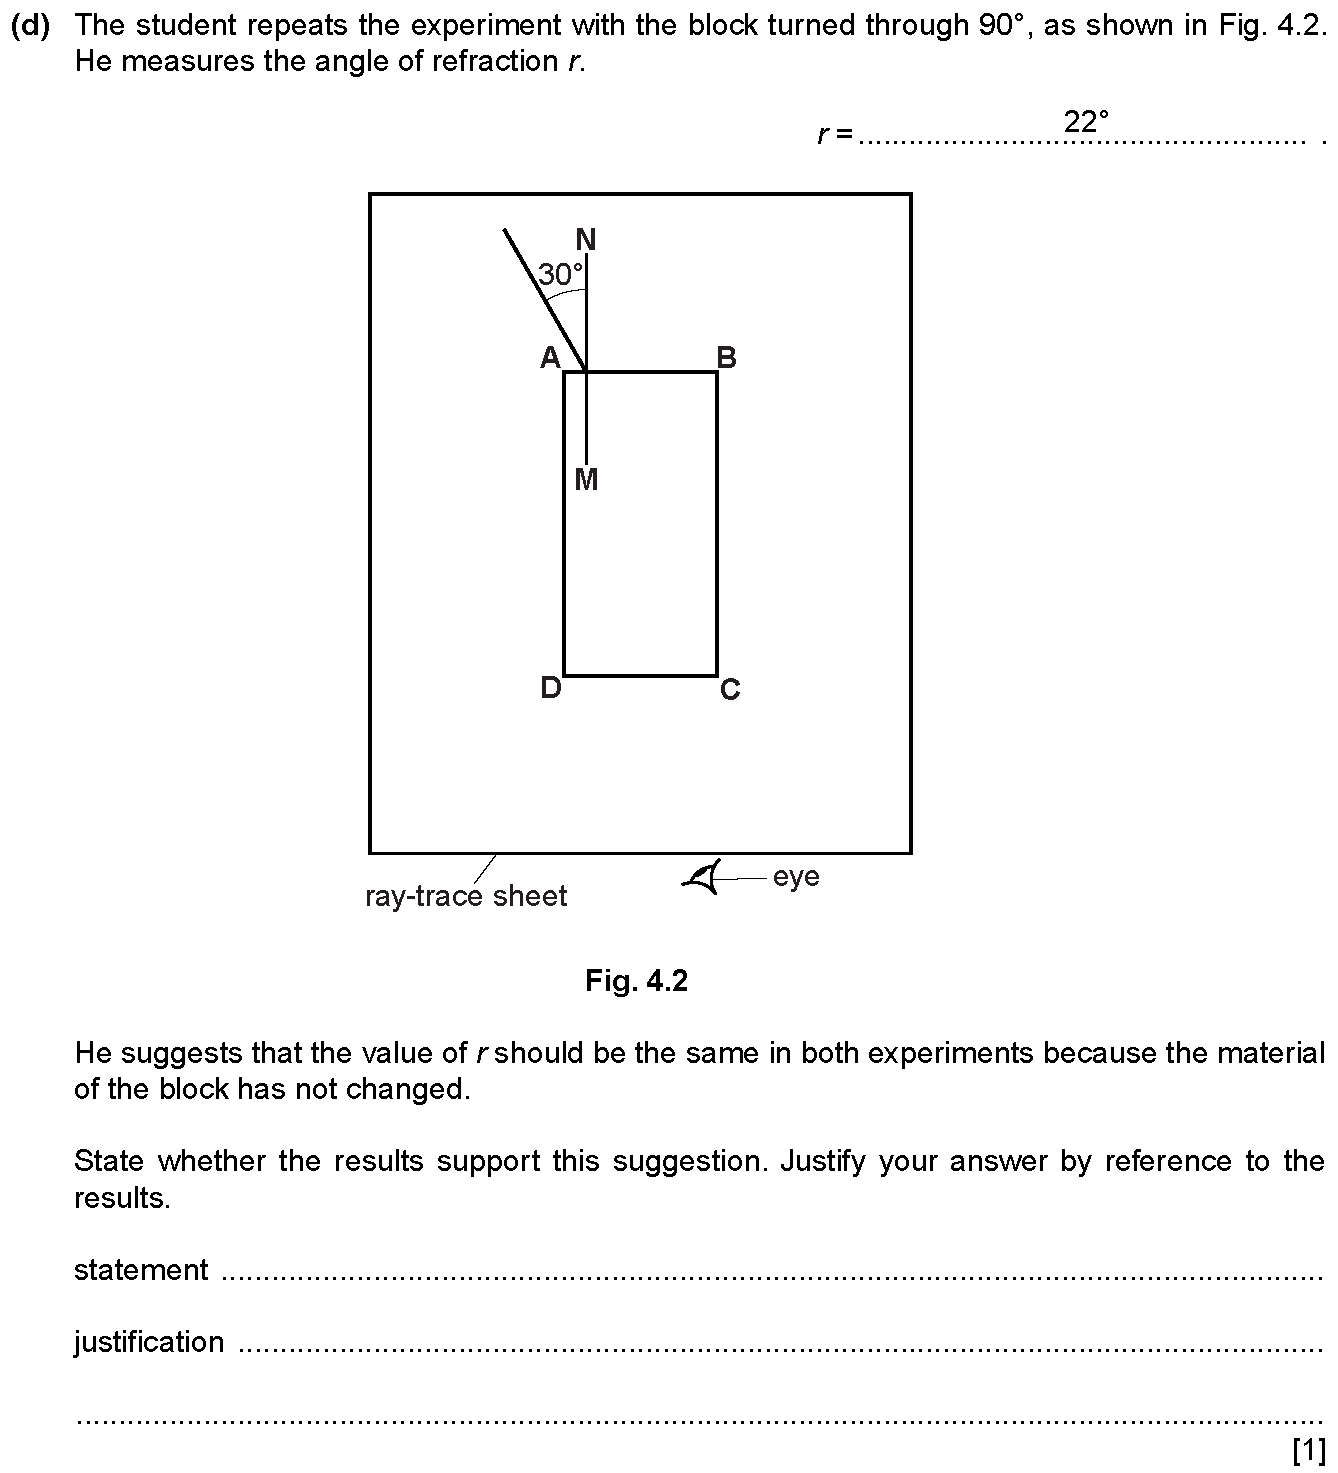 (d) The student repeats the experiment with the block turned through 90°, as shown in Fig. 4.2.
He measures the angle of refraction r.
22°
r = ...................................................... .
N
30°
A
B
M
D
C
eye
ray-trace sheet
Fig. 4.2
He suggests that the value of r should be the same in both experiments because the material
of the block has not changed.
State whether the results support this suggestion. Justify your answer by reference to the
results.
statement ....................................................................................................................................
justification ..................................................................................................................................
......................................................................................................................................................
[1]